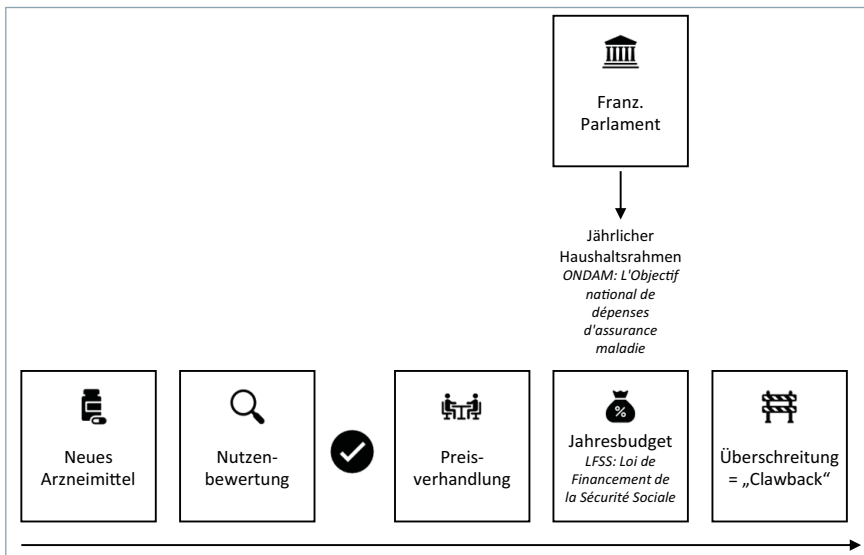 Franz.
Parlament
Jährlicher
Haushaltsrahmen
ONDAM: L'Objectif
national de
dépenses
d'assurance
maladie
Neues
Arzneimittel
Nutzen-
bewertung
Preis-
verhandlung
%
Jahresbudget
LFSS: Loi de
Financement de
la Sécurité Sociale
Überschreitung
= „Clawback“